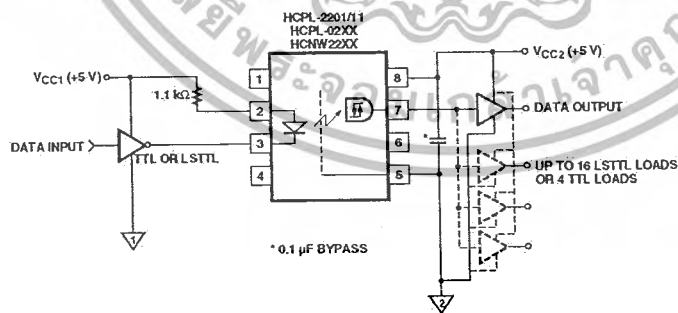 HCPL-2201/11
HCPL-02XX
HCNW22XX
VCC1 (+5 V)
1.1 kΩ
1
2
3
4
8
7
6
5
VCC2 (+5 V)
DATA OUTPUT
DATA INPUT
TTL OR LSTTL
UP TO 16 LSTTL LOADS
OR 4 TTL LOADS
*
* 0.1 µF BYPASS
1
2